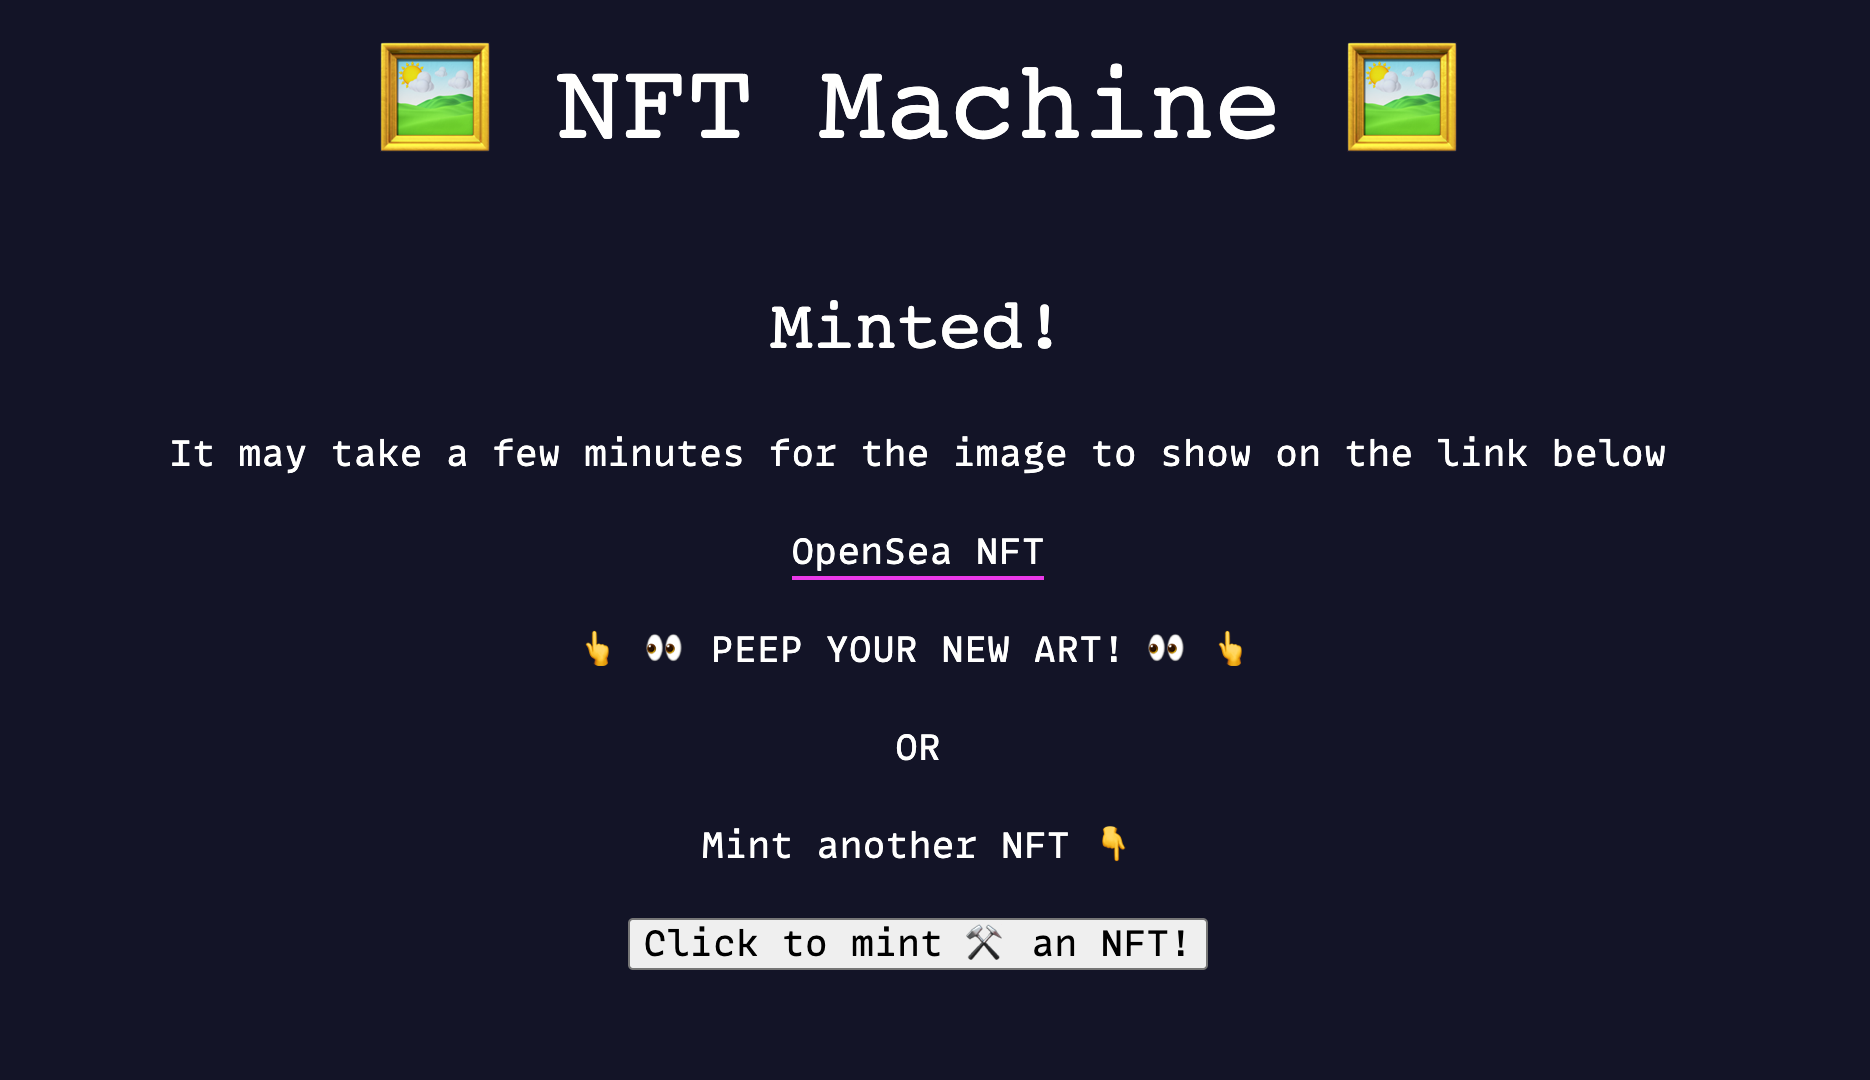 🖼️ NFT Machine 🖼️
Minted!
It may take a few minutes for the image to show on the link below
OpenSea NFT
👆 👀 PEEP YOUR NEW ART! 👀 👆
OR
Mint another NFT 👇
Click to mint ⚒️ an NFT!